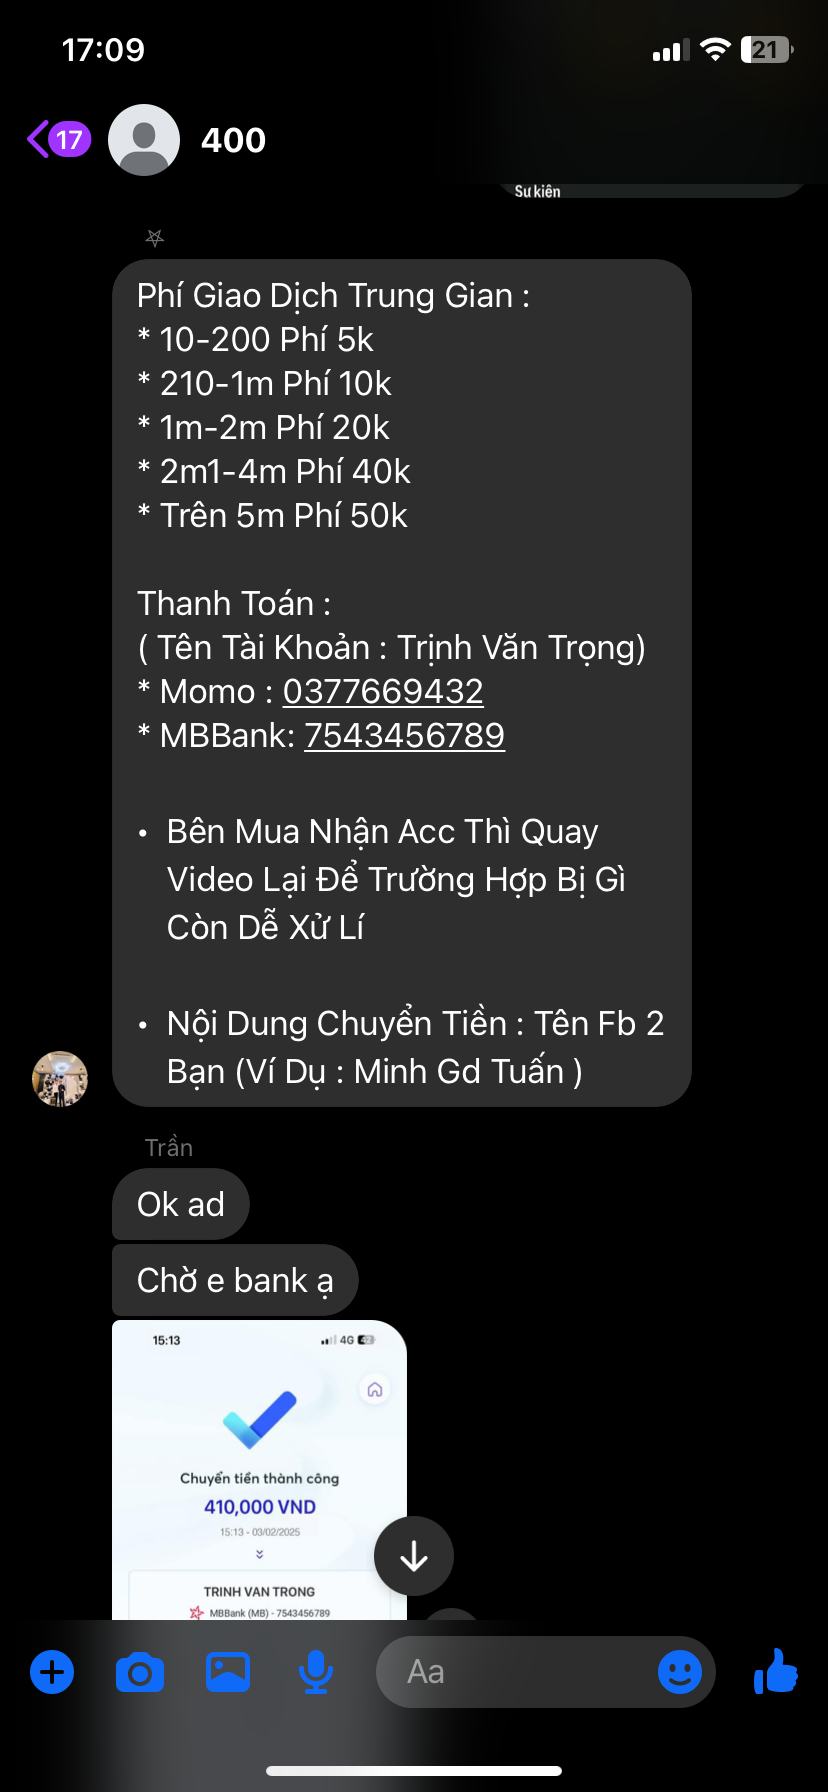 17:09
21
17
400
Sự kiện
Phí Giao Dịch Trung Gian :
* 10-200 Phí 5k
* 210-1m Phí 10k
* 1m-2m Phí 20k
* 2m1-4m Phí 40k
* Trên 5m Phí 50k
Thanh Toán :
( Tên Tài Khoản : Trịnh Văn Trọng)
* Momo : 0377669432
* MBBank: 7543456789
• Bên Mua Nhận Acc Thì Quay
Video Lại Để Trường Hợp Bị Gì
Còn Dễ Xử Lí
• Nội Dung Chuyển Tiền : Tên Fb 2
Bạn (Ví Dụ : Minh Gd Tuấn )
Trần
Ok ad
Chờ e bank ạ
15:13
4G
Chuyển tiền thành công
410,000 VND
15:13 - 03/02/2025
TRINH VAN TRONG
MBBank (MB) - 7543456789
Aa